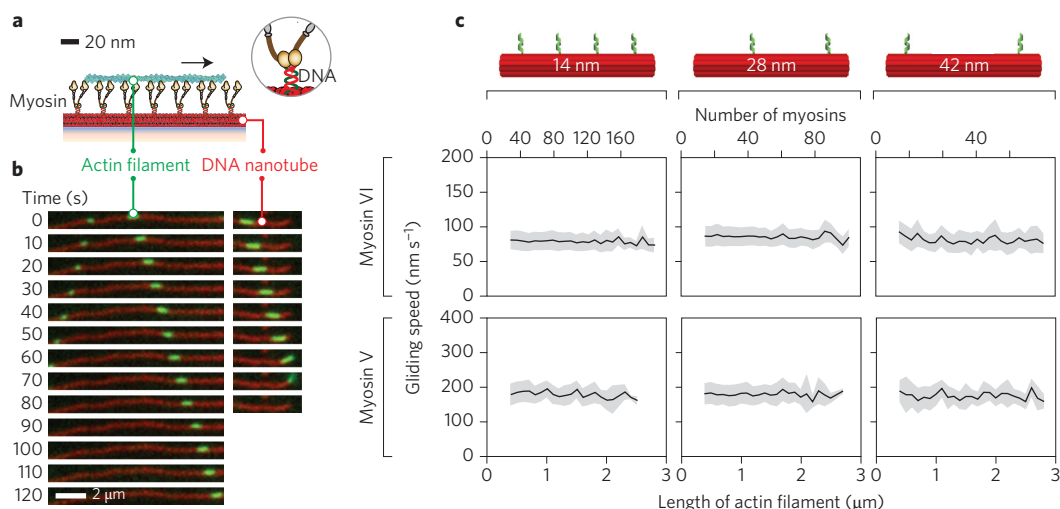 a
20 nm
DNA
Myosin
Actin filament
DNA nanotube
b
Time (s)
0
10
20
30
40
50
60
70
80
90
100
110
120
2 μm
c
14 nm
28 nm
42 nm
Number of myosins
0 40 80 120 160
0 40 80
0 40
Myosin VI
200
150
100
50
0
Gliding speed (nm s⁻¹)
Myosin V
400
300
200
100
0
0 1 2 3
0 1 2 3
0 1 2 3
Length of actin filament (μm)